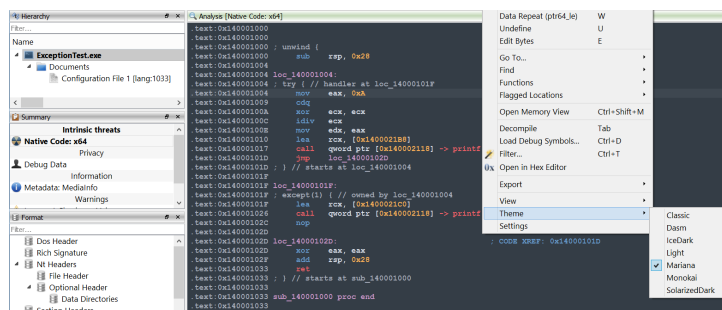 Hierarchy
Filter...
Name
ExceptionTest.exe
Documents
Configuration File 1 [lang:1033]
Summary
Intrinsic threats
Native Code: x64
Privacy
Debug Data
Information
Metadata: MediaInfo
Warnings
Format
Filter...
Dos Header
Rich Signature
Nt Headers
File Header
Optional Header
Data Directories
Section Headers
Analysis [Native Code: x64]
.text:0x140001000
.text:0x140001000
.text:0x140001000 ; unwind {
.text:0x140001000 sub rsp, 0x28
.text:0x140001004
.text:0x140001004 loc_140001004:
.text:0x140001004 ; try { // handler at loc_14000101F
.text:0x140001004 mov eax, 0xA
.text:0x140001009 cdq
.text:0x14000100A xor ecx, ecx
.text:0x14000100C idiv ecx
.text:0x14000100E mov edx, eax
.text:0x140001010 lea rcx, [0x1400021B8]
.text:0x140001017 call qword ptr [0x140002118] -> printf
.text:0x14000101D jmp loc_14000102D
.text:0x14000101D ; } // starts at loc_140001004
.text:0x14000101F
.text:0x14000101F loc_14000101F:
.text:0x14000101F ; except(1) { // owned by loc_140001004
.text:0x14000101F lea rcx, [0x1400021C0]
.text:0x140001026 call qword ptr [0x140002118] -> printf
.text:0x14000102C nop
.text:0x14000102D
.text:0x14000102D loc_14000102D: ; CODE XREF: 0x14000101D
.text:0x14000102D xor eax, eax
.text:0x14000102F add rsp, 0x28
.text:0x140001033 ret
.text:0x140001033 ; } // starts at sub_140001000
.text:0x140001033
.text:0x140001033 sub_140001000 proc end
.text:0x140001033
Data Repeat (ptr64_le) W
Undefine U
Edit Bytes E
Go To...
Find
Functions
Flagged Locations
Open Memory View Ctrl+Shift+M
Decompile Tab
Load Debug Symbols... Ctrl+D
Filter... Ctrl+T
0x Open in Hex Editor
Export
View
Theme
Settings
Classic
Dasm
IceDark
Light
Mariana
Monokai
SolarizedDark